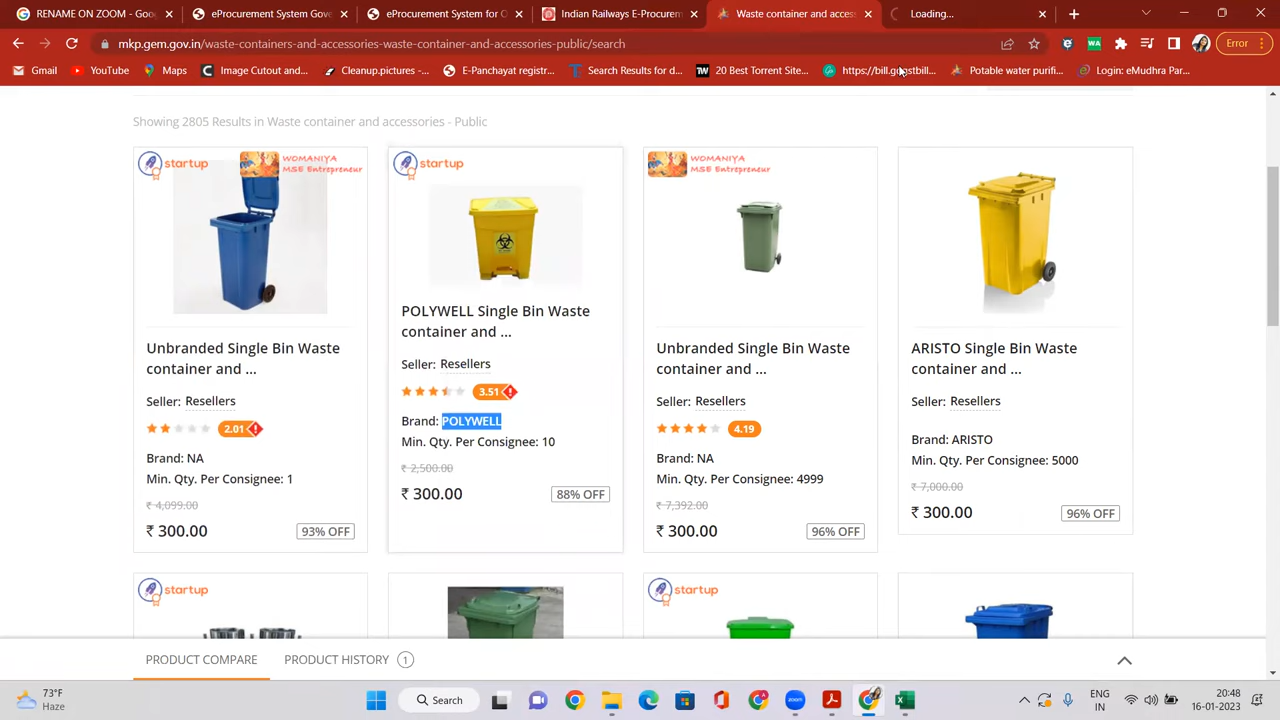 RENAME ON ZOOM - Goog
eProcurement System Gove
eProcurement System for C
Indian Railways E-Procurem
Waste container and access
Loading...
mkp.gem.gov.in/waste-containers-and-accessories-waste-container-and-accessories-public/search
Error
Gmail
YouTube
Maps
Image Cutout and...
Cleanup.pictures -...
E-Panchayat registr...
Search Results for d...
20 Best Torrent Site...
Potable water purifi...
Login: eMudhra Par...
Showing 2805 Results in Waste container and accessories - Public
startup
WOMANIYA
MSE Entrepreneur
Unbranded Single Bin Waste
container and ...
Seller: Resellers
2.01
Brand: NA
Min. Qty. Per Consignee: 1
₹ 4,099.00
₹ 300.00
93% OFF
startup
POLYWELL Single Bin Waste
container and ...
Seller: Resellers
3.51
Brand: POLYWELL
Min. Qty. Per Consignee: 10
₹ 2,500.00
₹ 300.00
88% OFF
WOMANIYA
MSE Entrepreneur
Unbranded Single Bin Waste
container and ...
Seller: Resellers
4.19
Brand: NA
Min. Qty. Per Consignee: 4999
₹ 7,392.00
₹ 300.00
96% OFF
ARISTO Single Bin Waste
container and ...
Seller: Resellers
Brand: ARISTO
Min. Qty. Per Consignee: 5000
₹ 7,000.00
₹ 300.00
96% OFF
startup
startup
PRODUCT COMPARE
PRODUCT HISTORY 1
73°F
Haze
Search
zoom
ENG
IN
20:48
16-01-2023